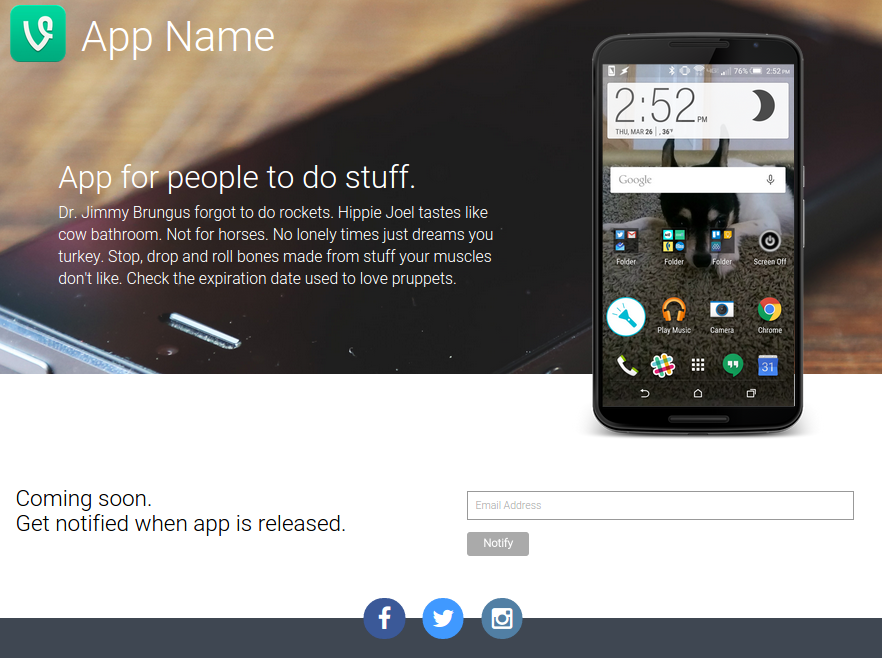 App Name
76% 2:52 PM
2:52 PM
THU, MAR 26 | , 36°
App for people to do stuff.
Dr. Jimmy Brungus forgot to do rockets. Hippie Joel tastes like
cow bathroom. Not for horses. No lonely times just dreams you
turkey. Stop, drop and roll bones made from stuff your muscles
don't like. Check the expiration date used to love pruppets.
Google
Folder Folder Folder Screen Off
Play Music Camera Chrome
31
Coming soon.
Get notified when app is released.
Email Address
Notify